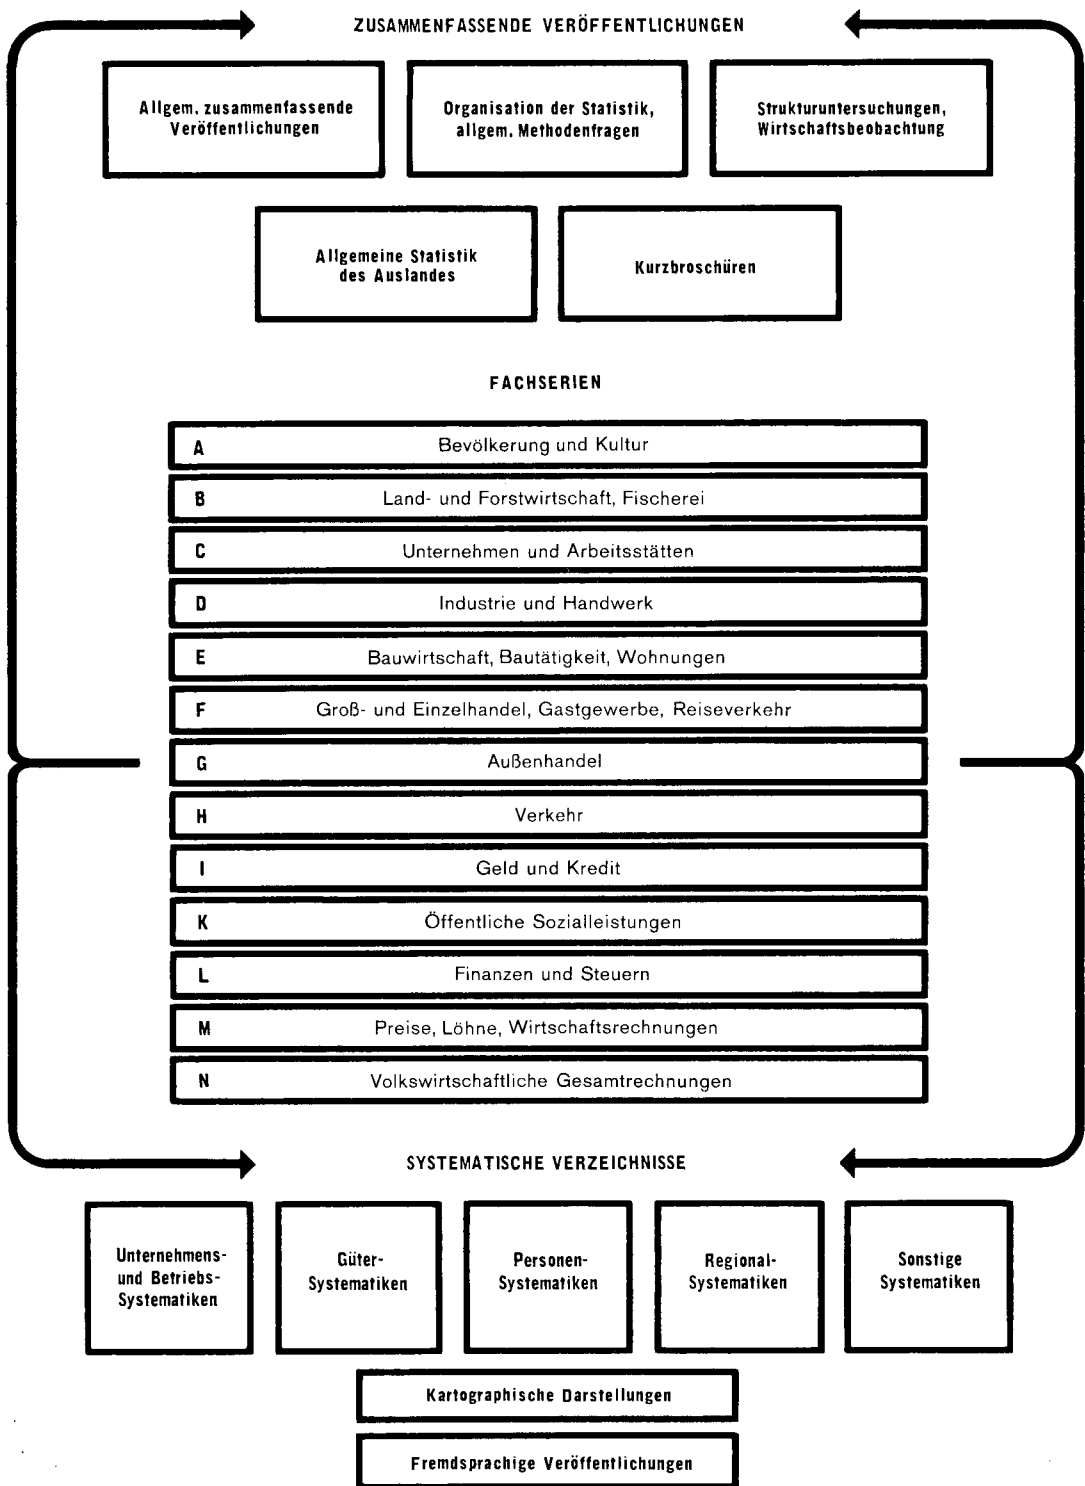 ZUSAMMENFASSENDE VERÖFFENTLICHUNGEN
Allgem. zusammenfassende
Veröffentlichungen
Organisation der Statistik,
allgem. Methodenfragen
Strukturuntersuchungen,
Wirtschaftsbeobachtung
Allgemeine Statistik
des Auslandes
Kurzbroschüren
FACHSERIEN
A Bevölkerung und Kultur
B Land- und Forstwirtschaft, Fischerei
C Unternehmen und Arbeitsstätten
D Industrie und Handwerk
E Bauwirtschaft, Bautätigkeit, Wohnungen
F Groß- und Einzelhandel, Gastgewerbe, Reiseverkehr
G Außenhandel
H Verkehr
I Geld und Kredit
K Öffentliche Sozialleistungen
L Finanzen und Steuern
M Preise, Löhne, Wirtschaftsrechnungen
N Volkswirtschaftliche Gesamtrechnungen
SYSTEMATISCHE VERZEICHNISSE
Unternehmens-
und Betriebs-
Systematiken
Güter-
Systematiken
Personen-
Systematiken
Regional-
Systematiken
Sonstige
Systematiken
Kartographische Darstellungen
Fremdsprachige Veröffentlichungen